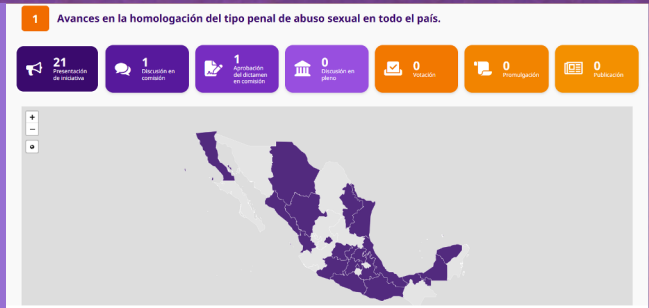 1 Avances en la homologación del tipo penal de abuso sexual en todo el país.
21
Presentación
de iniciativa
1
Discusión en
comisión
1
Aprobación
del dictamen
en comisión
0
Discusión en
pleno
0
Votación
0
Promulgación
0
Publicación
+
−